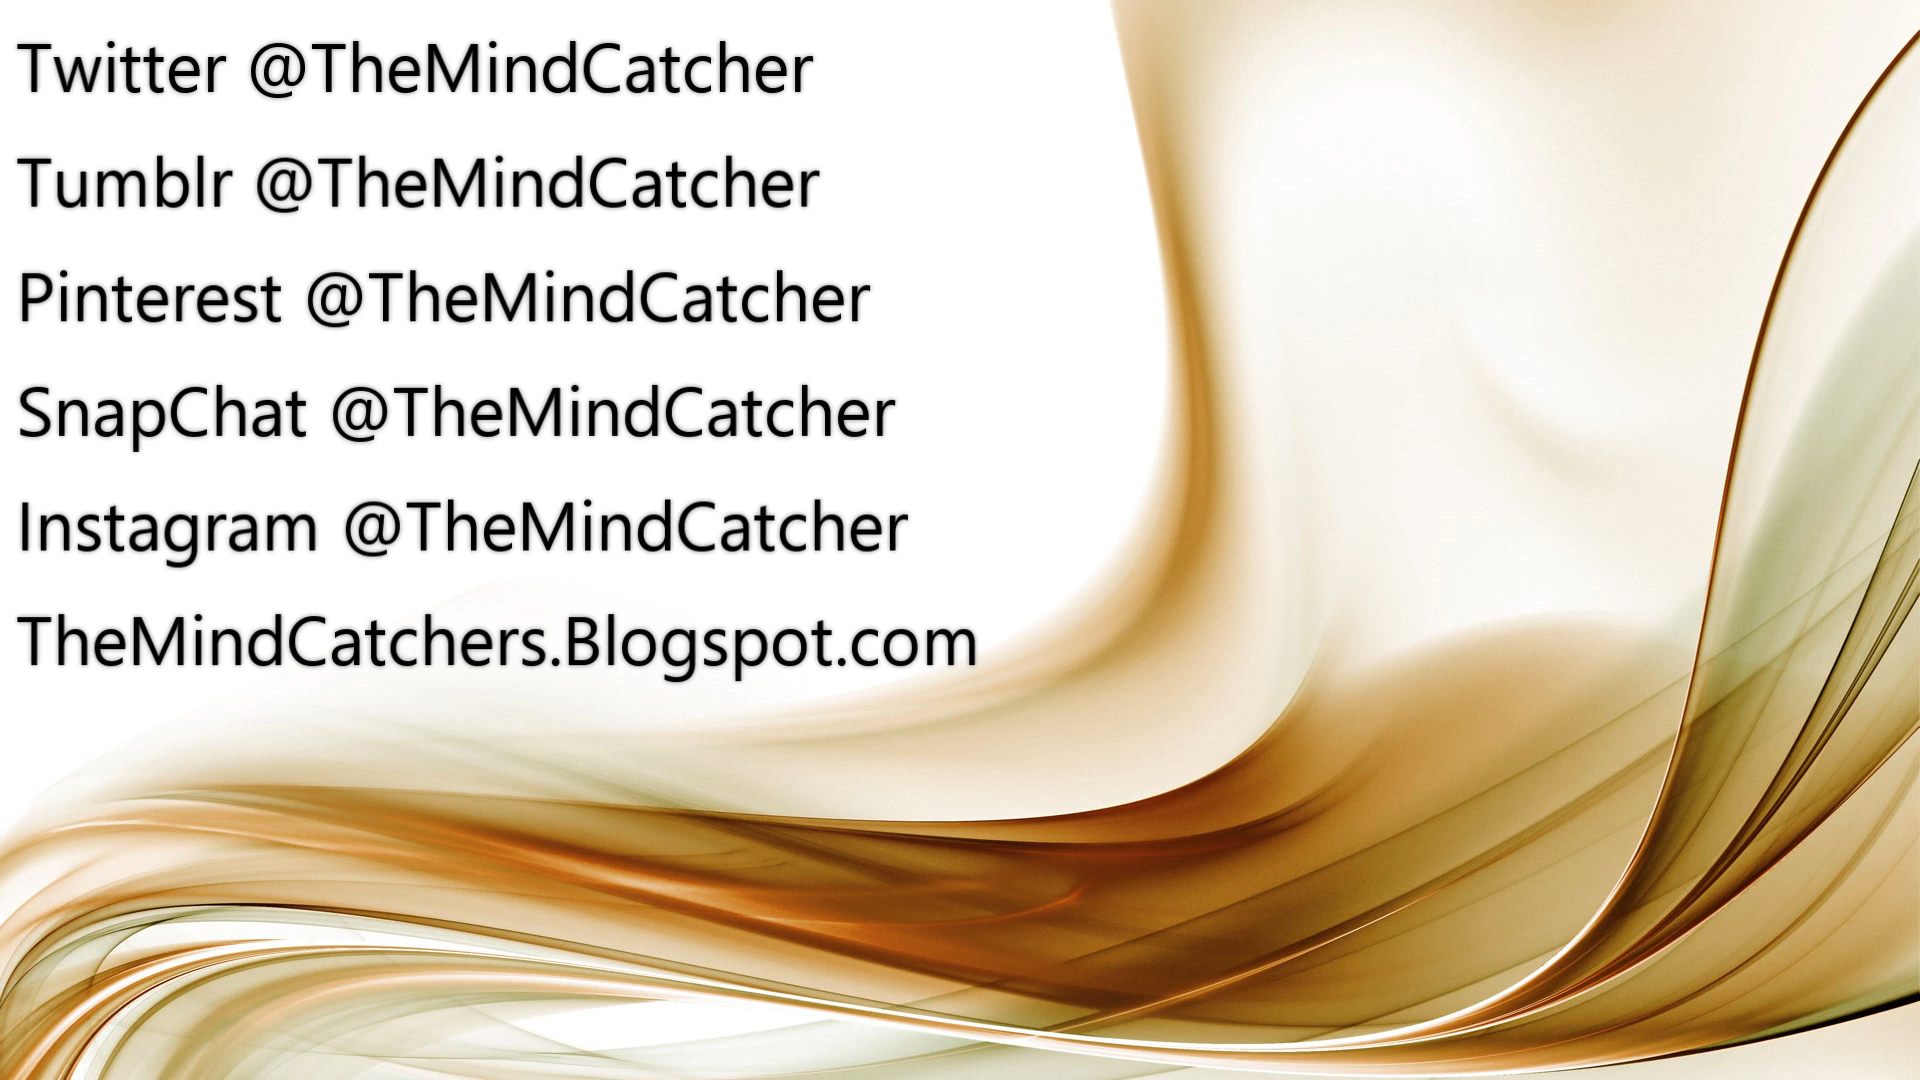 Twitter @TheMindCatcher
Tumblr @TheMindCatcher
Pinterest @TheMindCatcher
SnapChat @TheMindCatcher
Instagram @TheMindCatcher
TheMindCatchers.Blogspot.com